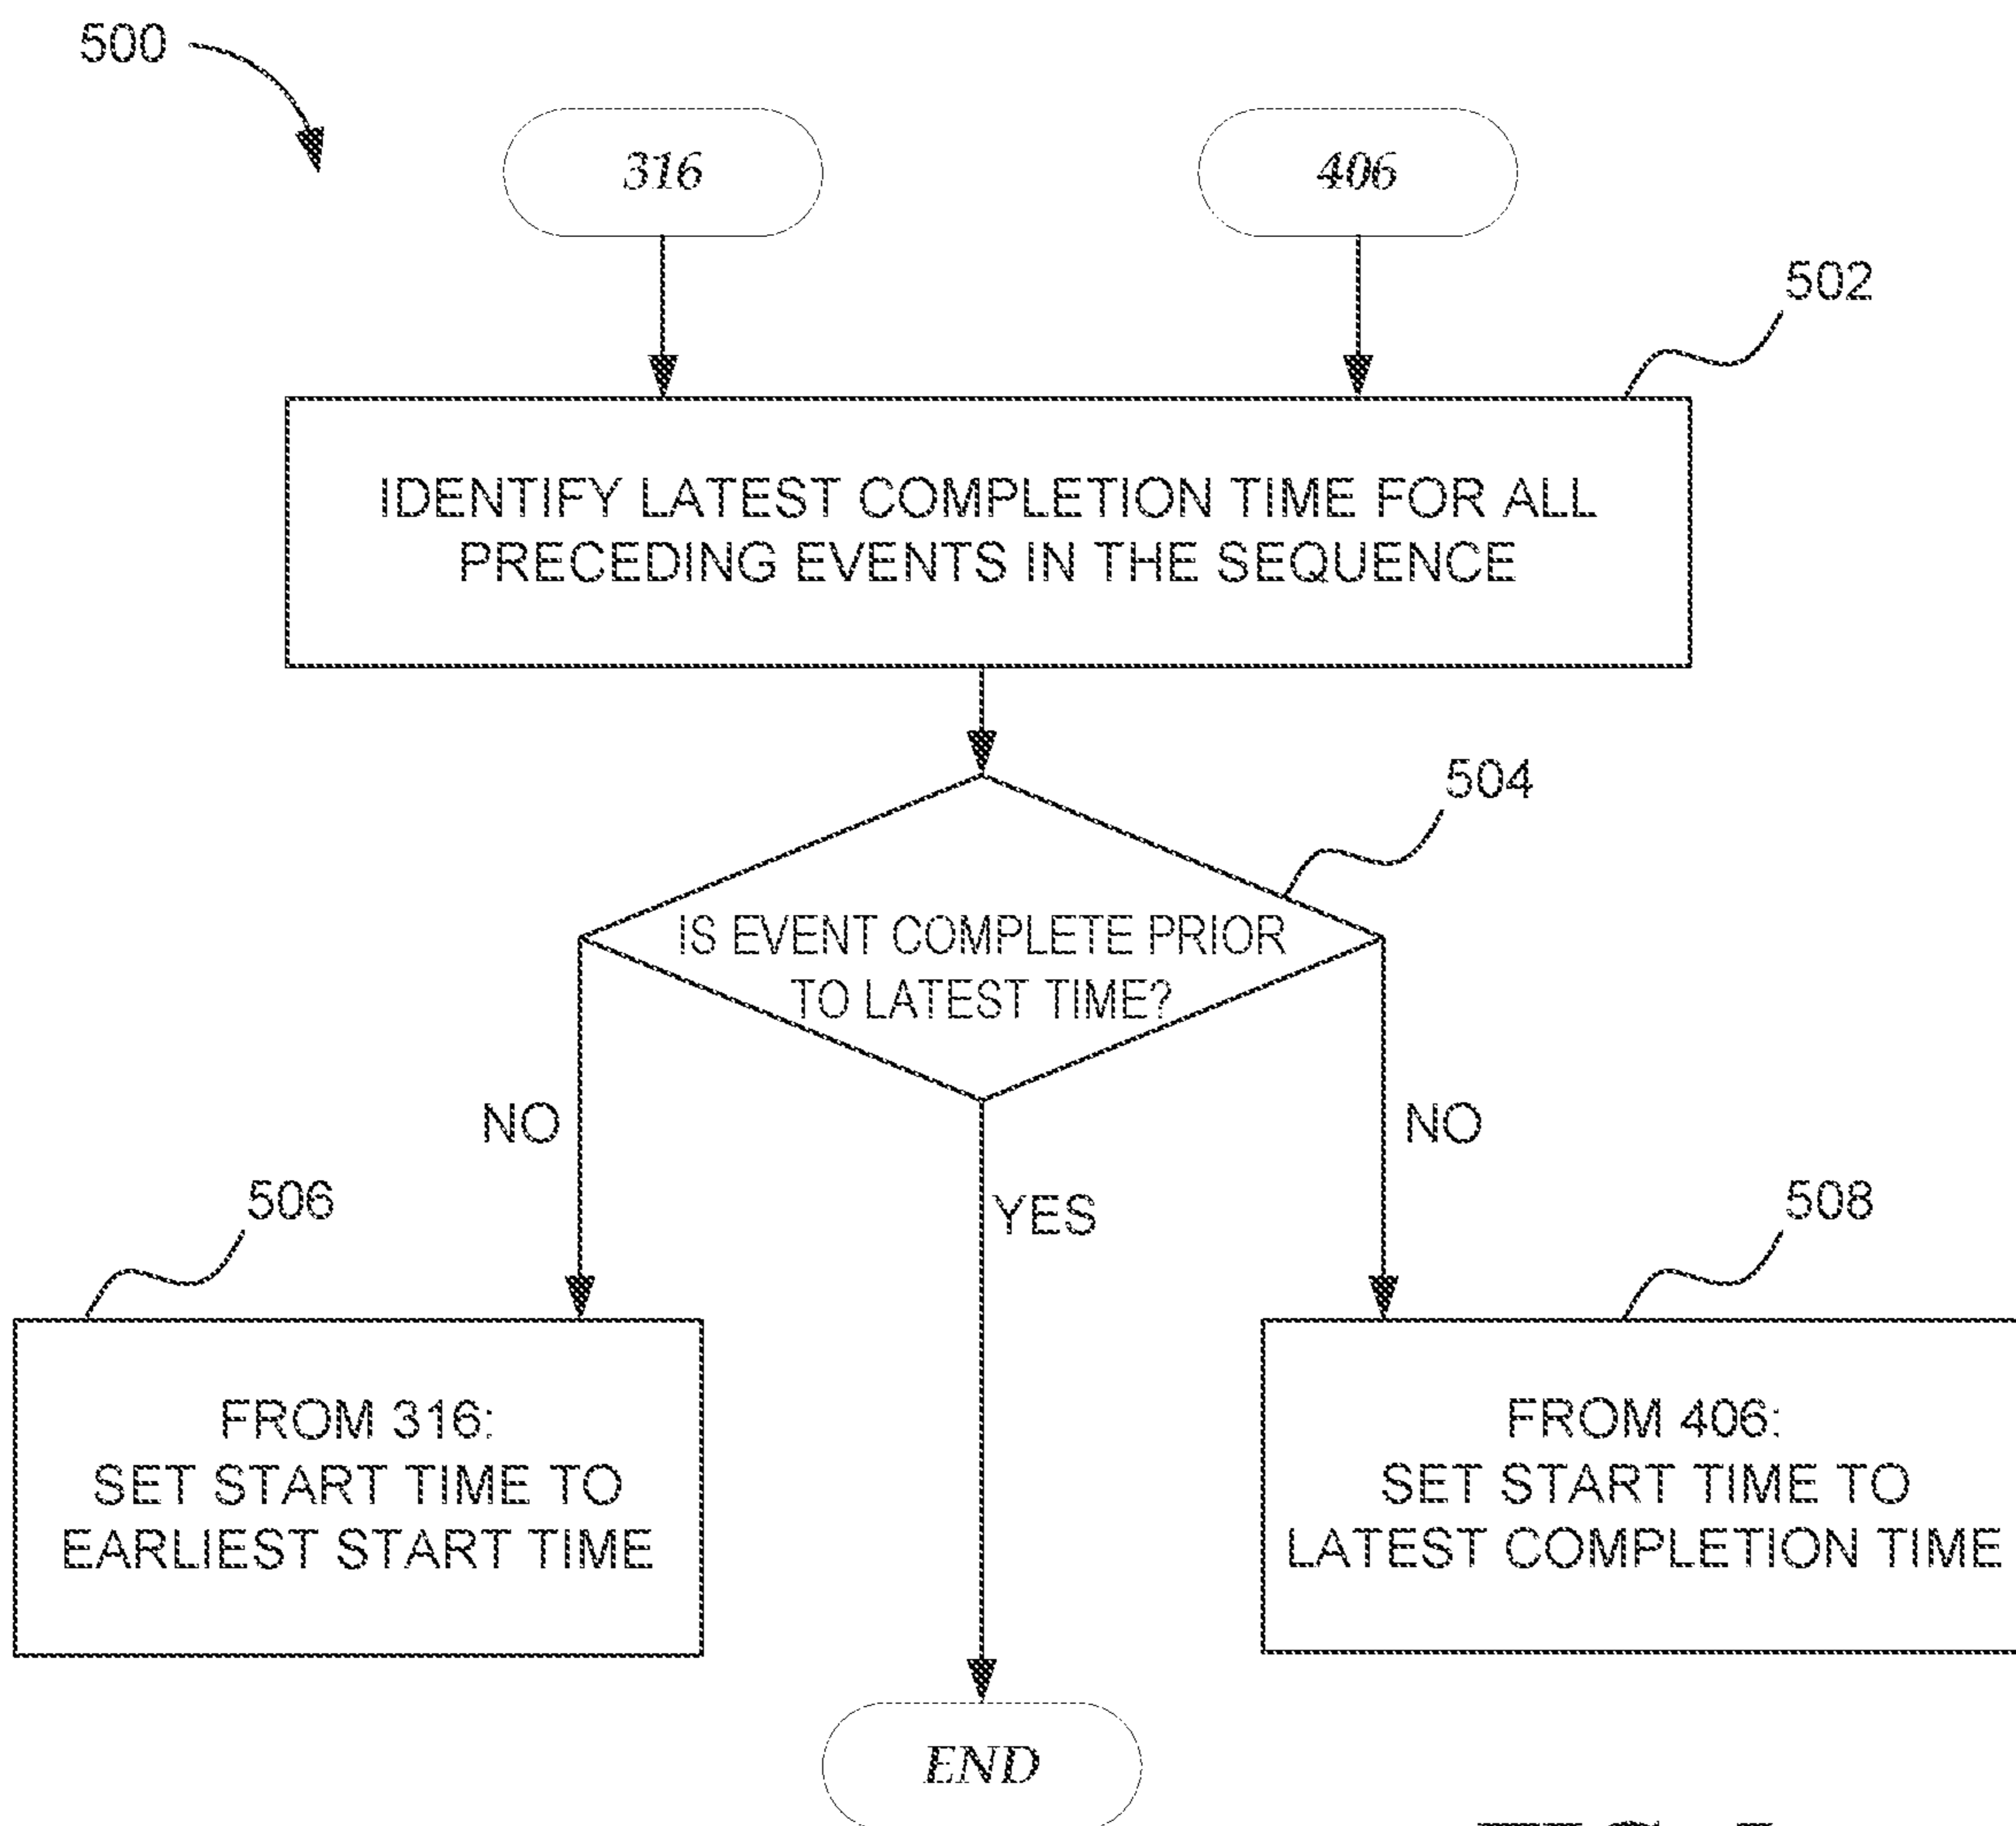 500
316
406
502
IDENTIFY LATEST COMPLETION TIME FOR ALL
PRECEDING EVENTS IN THE SEQUENCE
504
IS EVENT COMPLETE PRIOR
TO LATEST TIME?
NO
NO
YES
506
508
FROM 316:
SET START TIME TO
EARLIEST START TIME
FROM 406:
SET START TIME TO
LATEST COMPLETION TIME
END